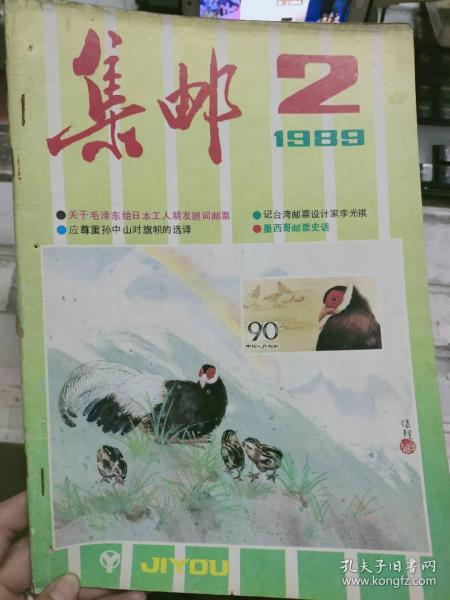 集邮
2
1989
●关于毛泽东给日本工人朋友题词邮票
●记台湾邮票设计家李光祺
●应尊重孙中山对旗帜的选择
●墨西哥邮票史话
90分
中国人民邮政
JIYOU
孔夫子旧书网
www.kongfz.com